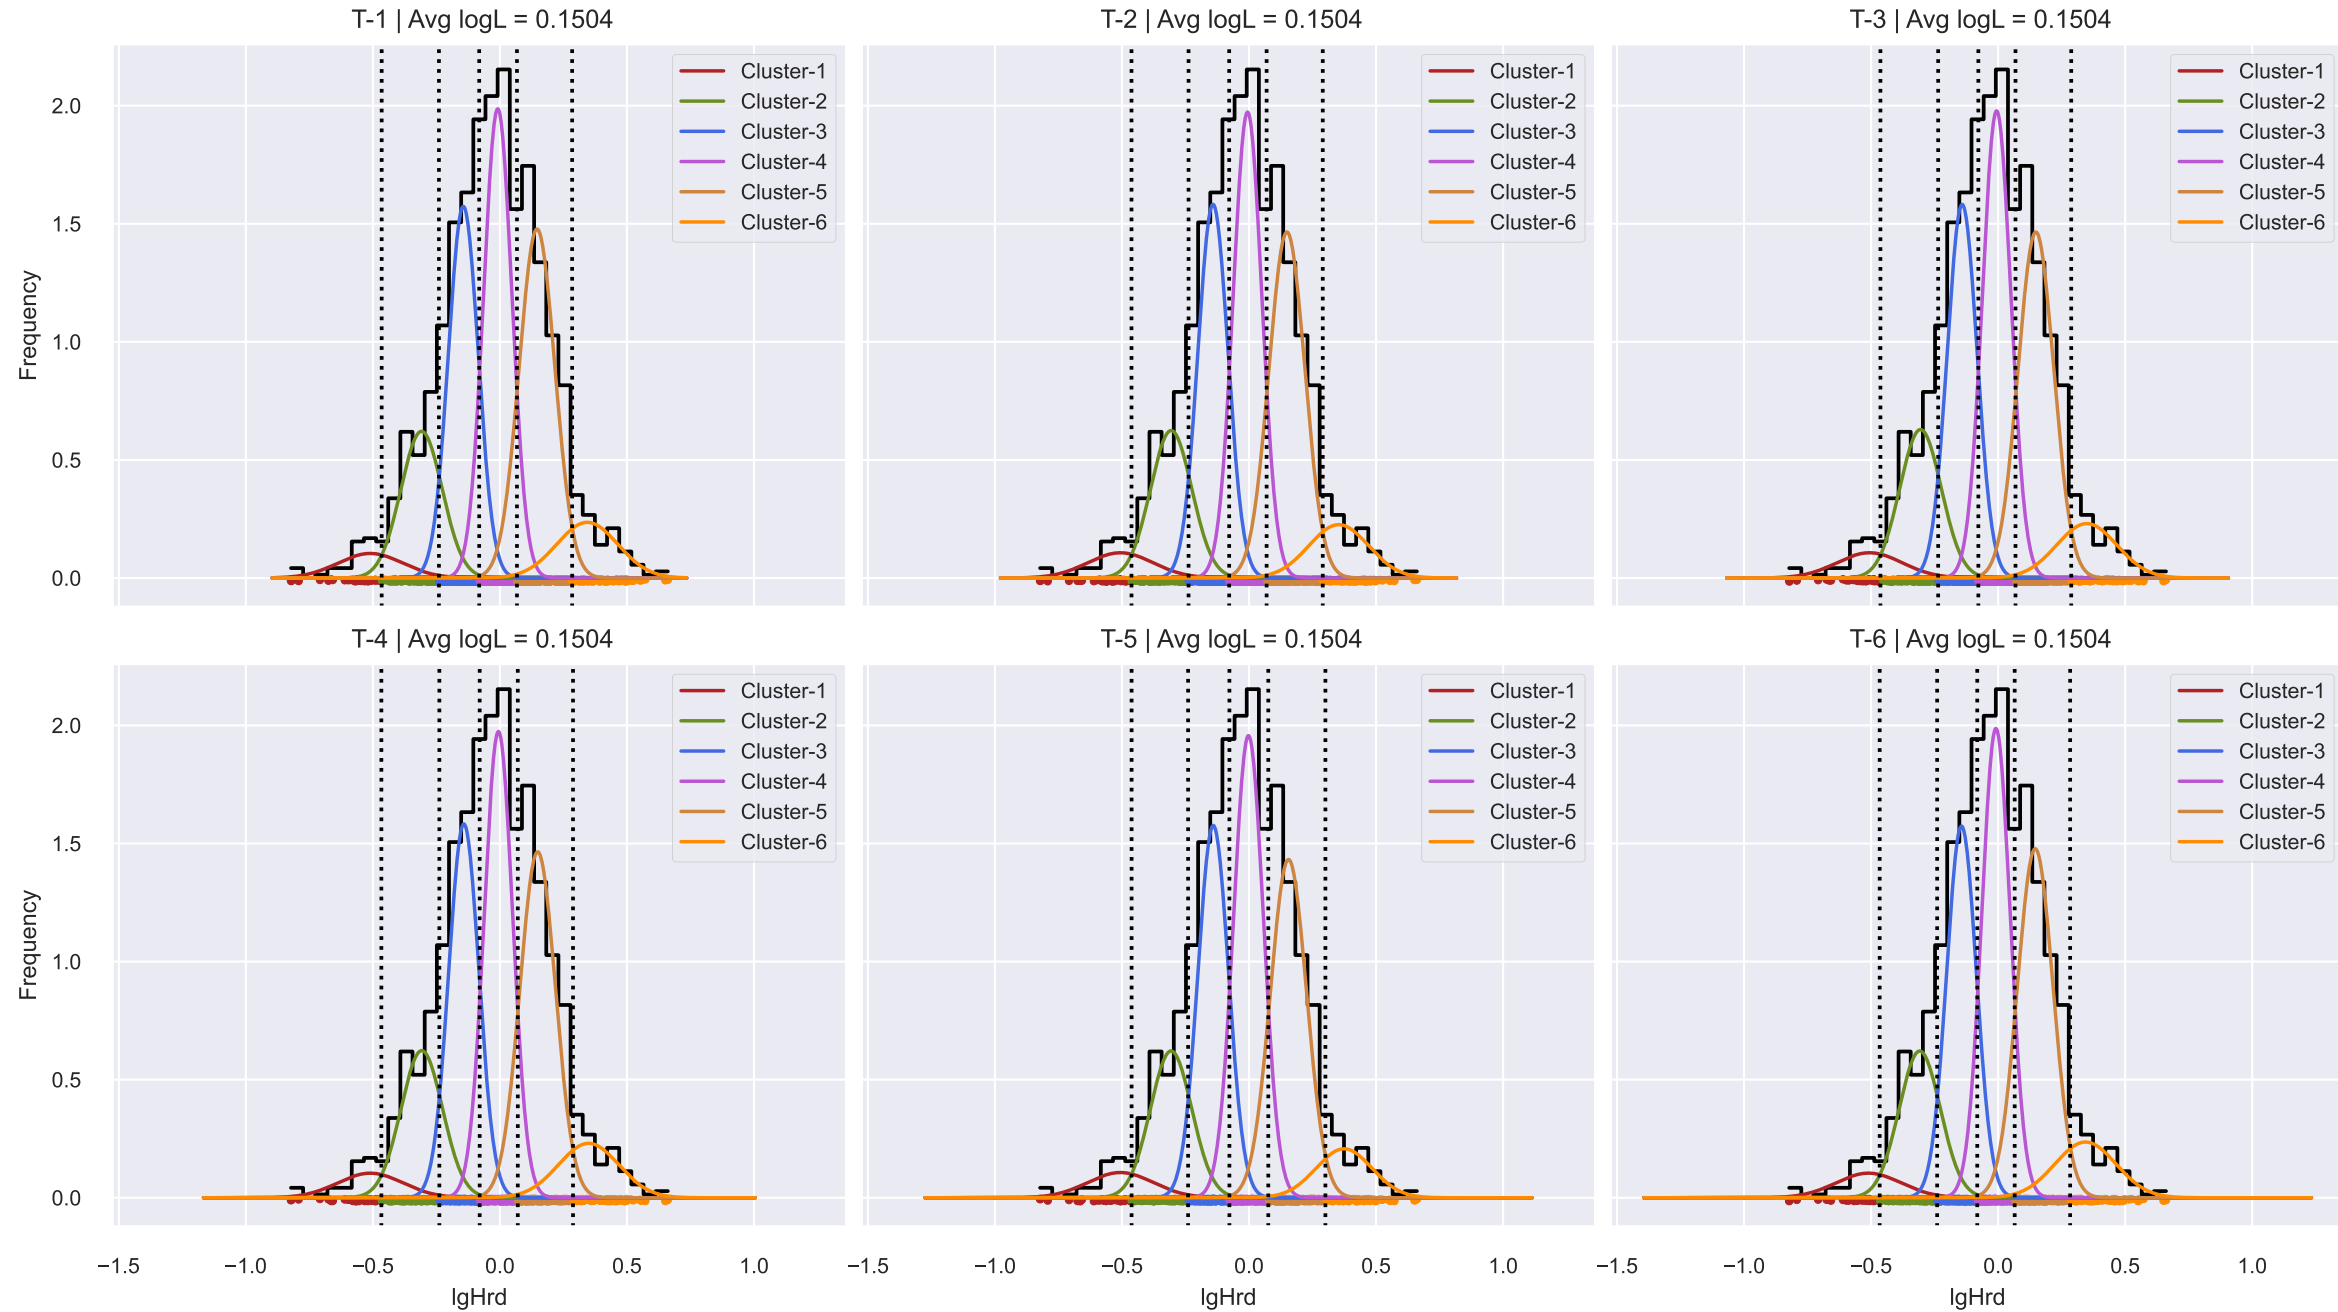 T-1 | Avg logL = 0.1504
T-2 | Avg logL = 0.1504
T-3 | Avg logL = 0.1504
Frequency
2.0
1.5
1.0
0.5
0.0
Cluster-1
Cluster-2
Cluster-3
Cluster-4
Cluster-5
Cluster-6
Cluster-1
Cluster-2
Cluster-3
Cluster-4
Cluster-5
Cluster-6
Cluster-1
Cluster-2
Cluster-3
Cluster-4
Cluster-5
Cluster-6
T-4 | Avg logL = 0.1504
T-5 | Avg logL = 0.1504
T-6 | Avg logL = 0.1504
Frequency
2.0
1.5
1.0
0.5
0.0
Cluster-1
Cluster-2
Cluster-3
Cluster-4
Cluster-5
Cluster-6
Cluster-1
Cluster-2
Cluster-3
Cluster-4
Cluster-5
Cluster-6
Cluster-1
Cluster-2
Cluster-3
Cluster-4
Cluster-5
Cluster-6
−1.5 −1.0 −0.5 0.0 0.5 1.0
−1.5 −1.0 −0.5 0.0 0.5 1.0
−1.5 −1.0 −0.5 0.0 0.5 1.0
lgHrd
lgHrd
lgHrd